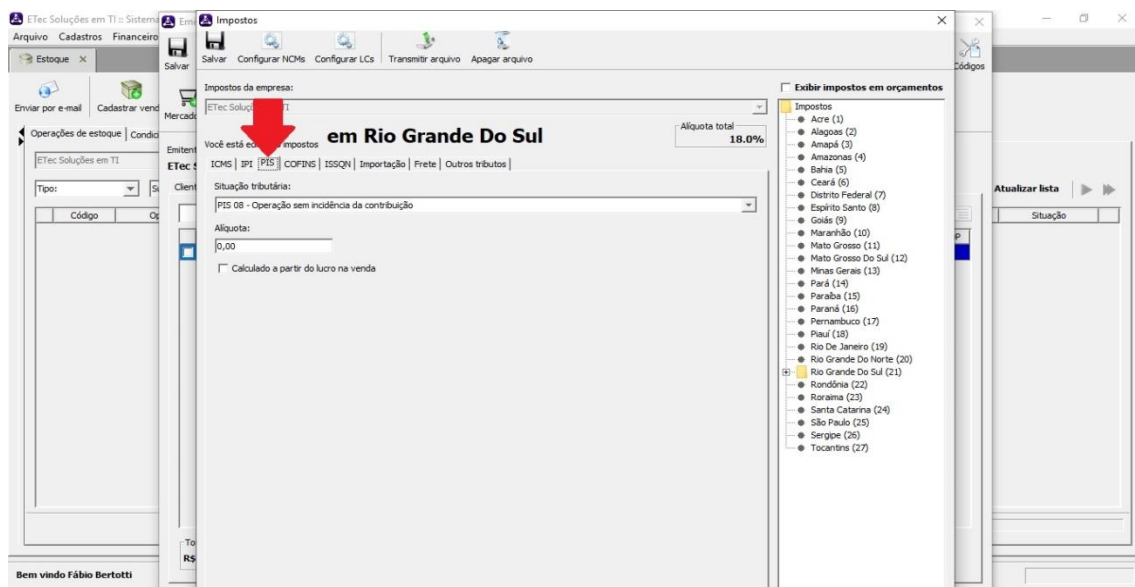 ETec Soluções em TI :: Sistema
Arquivo Cadastros Financeiro
Estoque
Enviar por e-mail
Cadastrar vend
Operações de estoque
Condic
ETec Soluções em TI
Tipo:
Código
Op
Bem vindo Fábio Bertotti
Salvar
Mercado
Emitent
ETec S
Client
R$
Impostos
Salvar
Configurar NCMs
Configurar LCs
Transmitir arquivo
Apagar arquivo
Impostos da empresa:
TI
Você está
impostos
em Rio Grande Do Sul
Alíquota total
18.0%
ICMS
IPI
PIS
COFINS
ISSQN
Importação
Frete
Outros tributos
Situação tributária:
PIS 08 - Operação sem incidência da contribuição
Alíquota:
0,00
Calculado a partir do lucro na venda
Exibir impostos em orçamentos
Impostos
Acre (1)
Alagoas (2)
Amapá (3)
Amazonas (4)
Bahia (5)
Ceará (6)
Distrito Federal (7)
Espírito Santo (8)
Goiás (9)
Maranhão (10)
Mato Grosso (11)
Mato Grosso Do Sul (12)
Minas Gerais (13)
Pará (14)
Paraíba (15)
Paraná (16)
Pernambuco (17)
Piauí (18)
Rio De Janeiro (19)
Rio Grande Do Norte (20)
Rio Grande Do Sul (21)
Rondônia (22)
Roraima (23)
Santa Catarina (24)
São Paulo (25)
Sergipe (26)
Tocantins (27)
Códigos
Atualizar lista
Situação